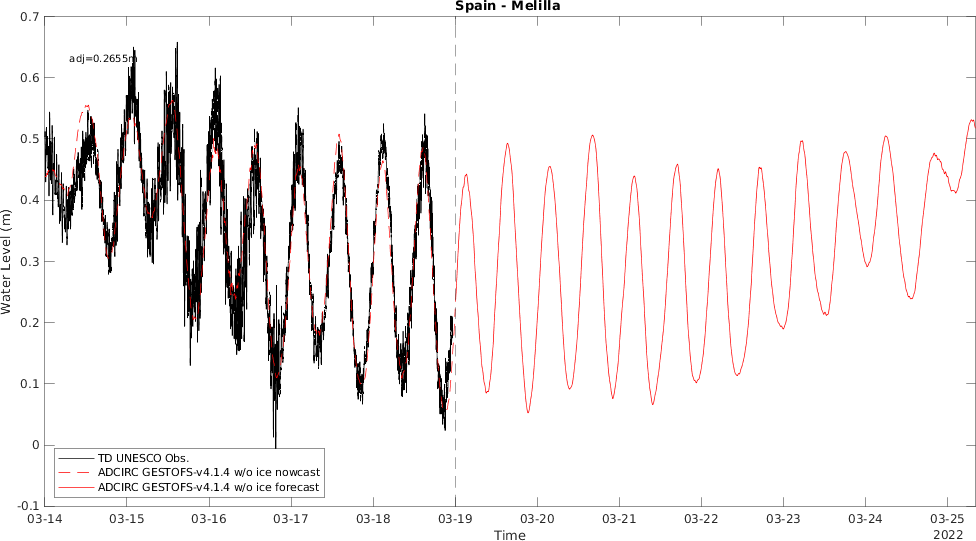 Spain - Melilla
0.7
0.6
0.5
0.4
0.3
0.2
0.1
0
-0.1
Water Level (m)
adj=0.2655m
TD UNESCO Obs.
ADCIRC GESTOFS-v4.1.4 w/o ice nowcast
ADCIRC GESTOFS-v4.1.4 w/o ice forecast
03-14 03-15 03-16 03-17 03-18 03-19 03-20 03-21 03-22 03-23 03-24 03-25
Time
2022